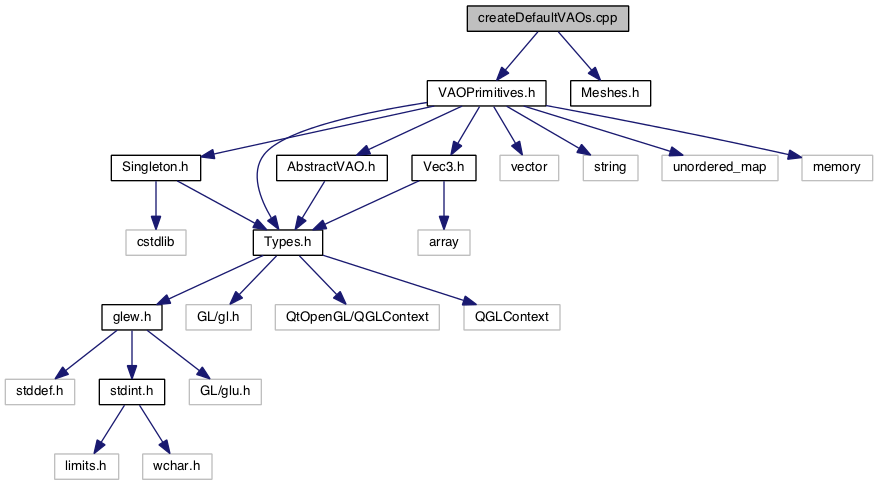 createDefaultVAOs.cpp
VAOPrimitives.h
Meshes.h
Singleton.h
AbstractVAO.h
Vec3.h
vector
string
unordered_map
memory
cstdlib
Types.h
array
glew.h
GL/gl.h
QtOpenGL/QGLContext
QGLContext
stddef.h
stdint.h
GL/glu.h
limits.h
wchar.h